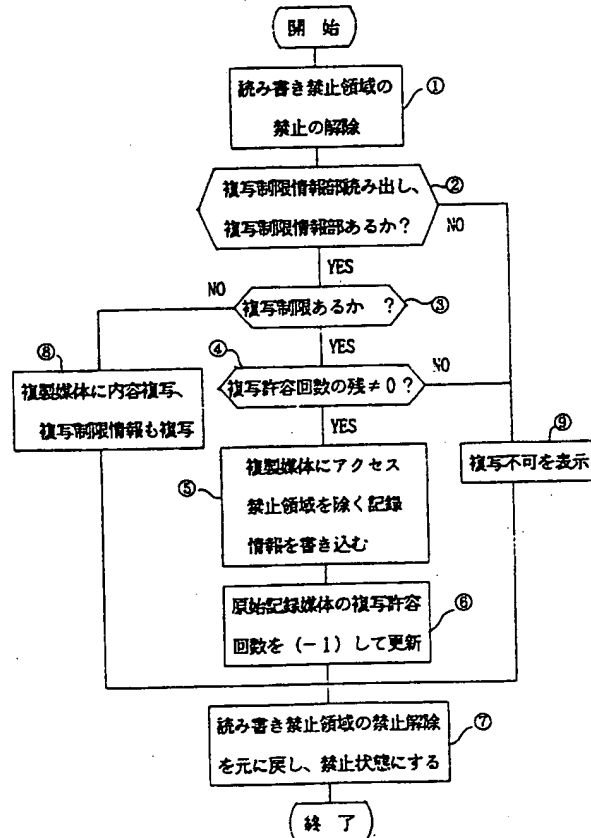 開 始
①
読み書き禁止領域の
禁止の解除
②
複写制限情報部読み出し、
複写制限情報部あるか?
NO
YES
NO
複写制限あるか ?
③
YES
④
複写許容回数の残≠0?
NO
⑧
複製媒体に内容複写、
複写制限情報も複写
YES
⑨
複写不可を表示
⑤
複製媒体にアクセス
禁止領域を除く記録
情報を書き込む
原始記録媒体の複写許容
回数を(-1)して更新
⑥
読み書き禁止領域の禁止解除
を元に戻し、禁止状態にする
⑦
終 了